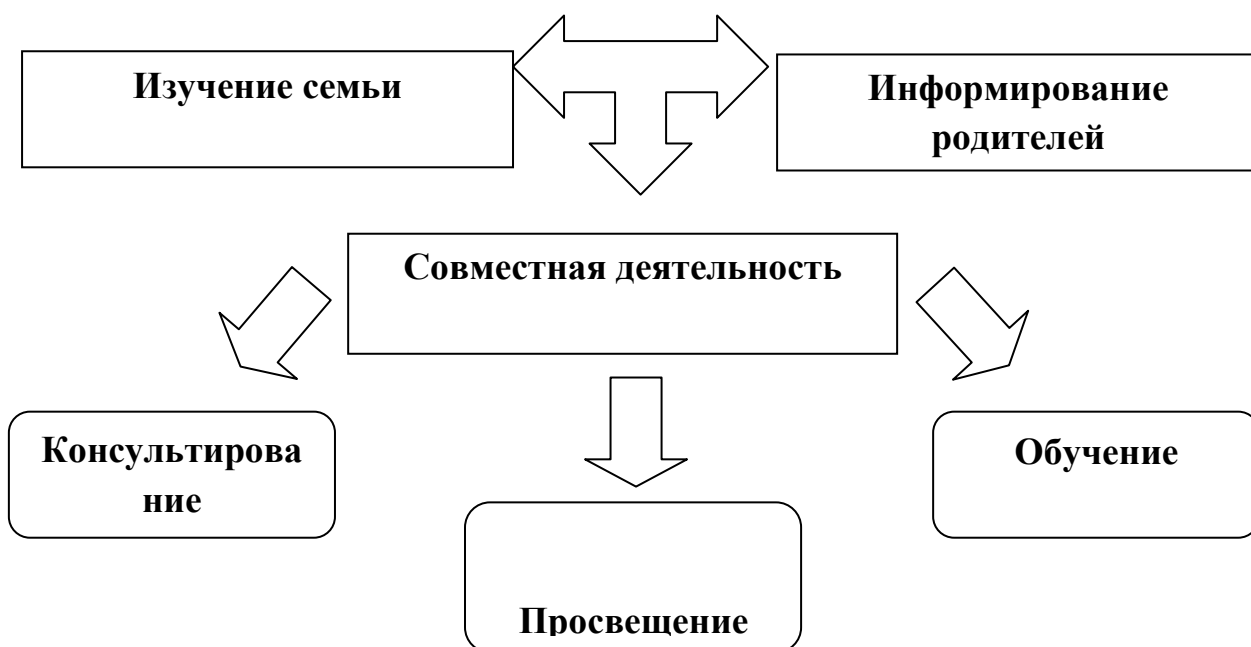 Изучение семьи
Информирование
родителей
Совместная деятельность
Консультирова
ние
Обучение
Просвещение